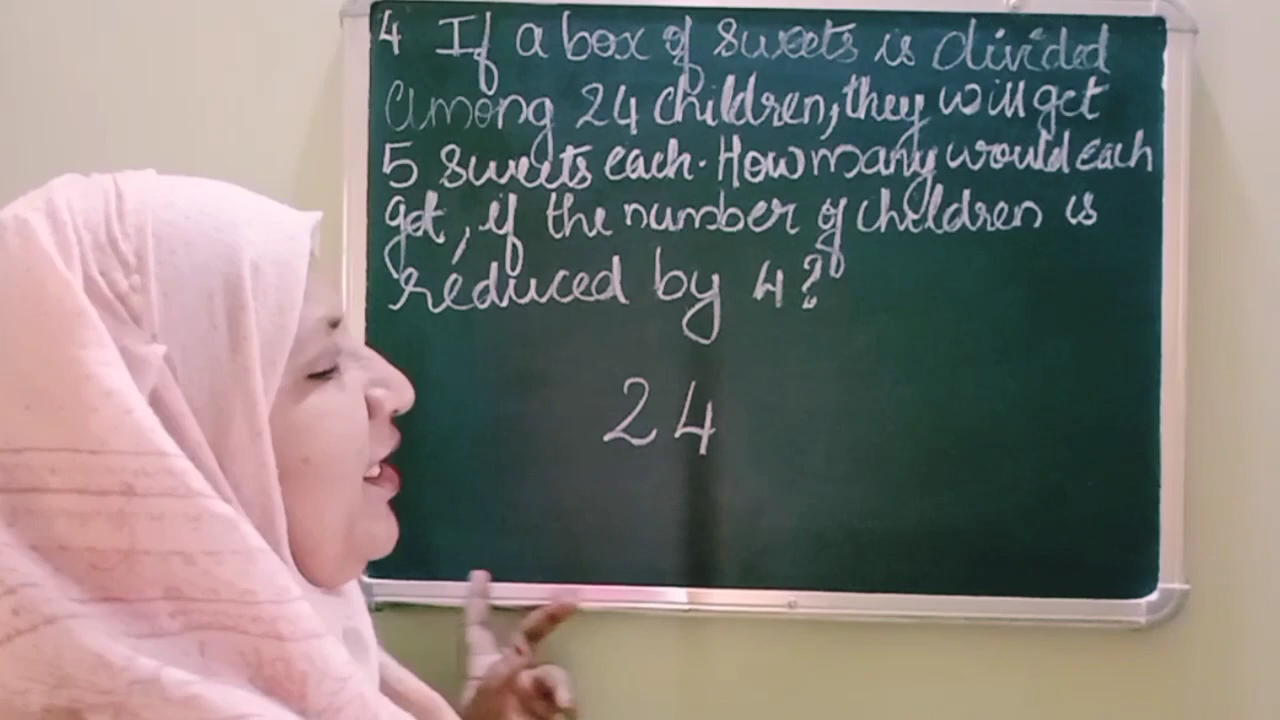 4 If a box of sweets is divided
among 24 children, they will get
5 sweets each. How many would each
get, if the number of children is
reduced by 4?
24